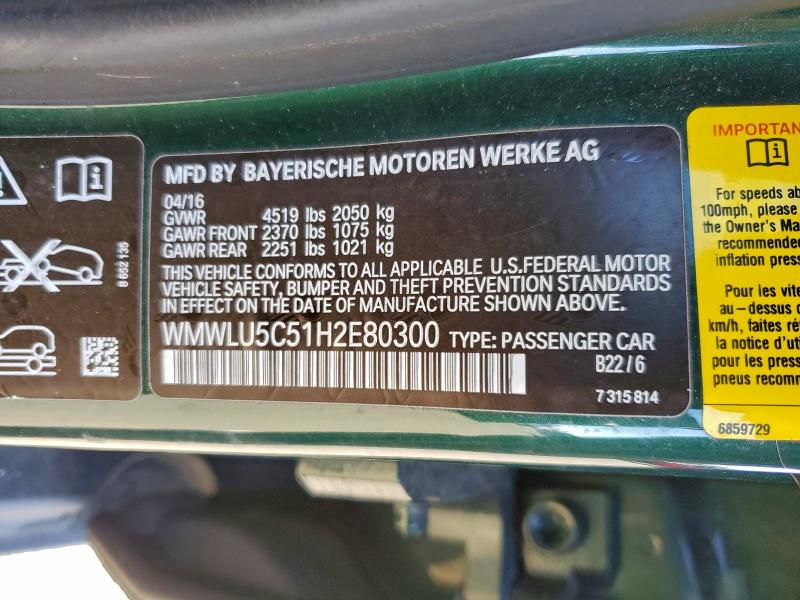 MFD BY BAYERISCHE MOTOREN WERKE AG
04/16
GVWR 4519 lbs 2050 kg
GAWR FRONT 2370 lbs 1075 kg
GAWR REAR 2251 lbs 1021 kg
THIS VEHICLE CONFORMS TO ALL APPLICABLE U.S.FEDERAL MOTOR
VEHICLE SAFETY, BUMPER AND THEFT PREVENTION STANDARDS
IN EFFECT ON THE DATE OF MANUFACTURE SHOWN ABOVE.
WMWLU5C51H2E80300 TYPE: PASSENGER CAR
B22/6
7 315 814
8 652 135
IMPORTAN
For speeds ab
100mph, please
the Owner's Ma
recommended
inflation press
Pour les vite
au-dessus d
km/h, faites réfé
la notice d'utili
pour les pressi
pneus recomm
6859729